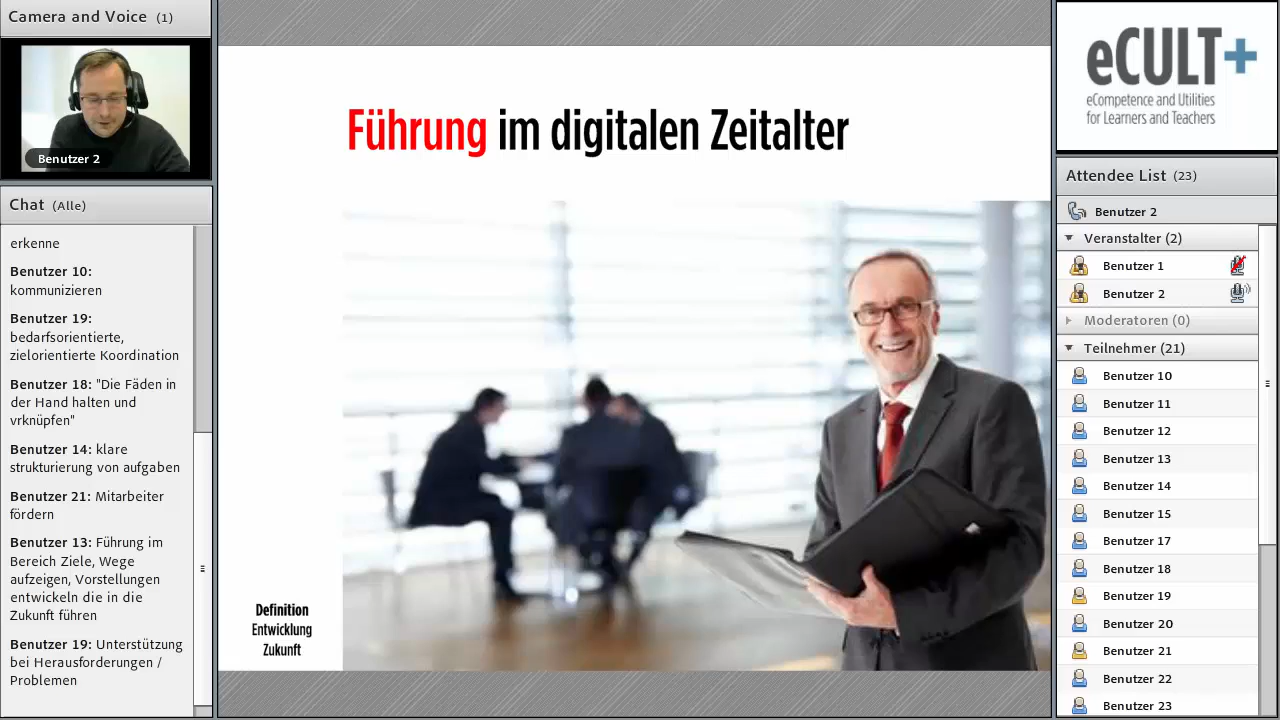 Camera and Voice (1)
Benutzer 2
Chat (Alle)
erkenne
Benutzer 10:
kommunizieren
Benutzer 19:
bedarfsorientierte,
zielorientierte Koordination
Benutzer 18: "Die Fäden in
der Hand halten und
vrknüpfen"
Benutzer 14: klare
strukturierung von aufgaben
Benutzer 21: Mitarbeiter
fördern
Benutzer 13: Führung im
Bereich Ziele, Wege
aufzeigen, Vorstellungen
entwickeln die in die
Zukunft führen
Benutzer 19: Unterstützung
bei Herausforderungen /
Problemen
Führung im digitalen Zeitalter
Definition
Entwicklung
Zukunft
eCULT+
eCompetence and Utilities
for Learners and Teachers
Attendee List (23)
Benutzer 2
Veranstalter (2)
Benutzer 1
Benutzer 2
Moderatoren (0)
Teilnehmer (21)
Benutzer 10
Benutzer 11
Benutzer 12
Benutzer 13
Benutzer 14
Benutzer 15
Benutzer 17
Benutzer 18
Benutzer 19
Benutzer 20
Benutzer 21
Benutzer 22
Benutzer 23